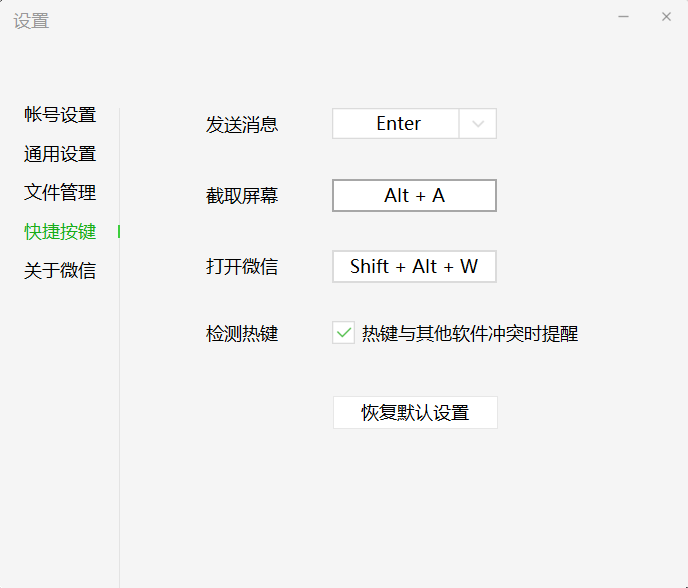 设置
帐号设置
通用设置
文件管理
快捷按键
关于微信
发送消息 Enter
截取屏幕 Alt + A
打开微信 Shift + Alt + W
检测热键 热键与其他软件冲突时提醒
恢复默认设置